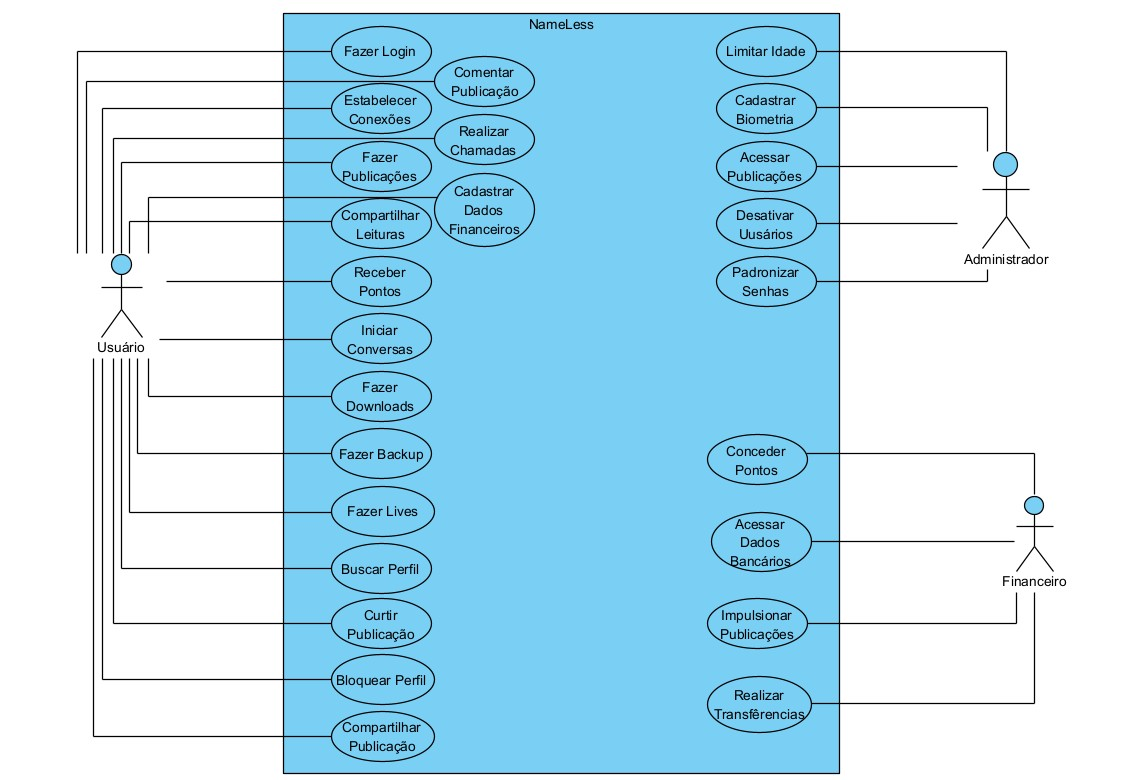 NameLess
Fazer Login
Comentar
Publicação
Estabelecer
Conexões
Realizar
Chamadas
Fazer
Publicações
Cadastrar
Dados
Financeiros
Compartilhar
Leituras
Receber
Pontos
Iniciar
Conversas
Fazer
Downloads
Fazer Backup
Fazer Lives
Buscar Perfil
Curtir
Publicação
Bloquear Perfil
Compartilhar
Publicação
Usuário
Limitar Idade
Cadastrar
Biometria
Acessar
Publicações
Desativar
Uusários
Padronizar
Senhas
Administrador
Conceder
Pontos
Acessar
Dados
Bancários
Impulsionar
Publicações
Realizar
Transfêrencias
Financeiro